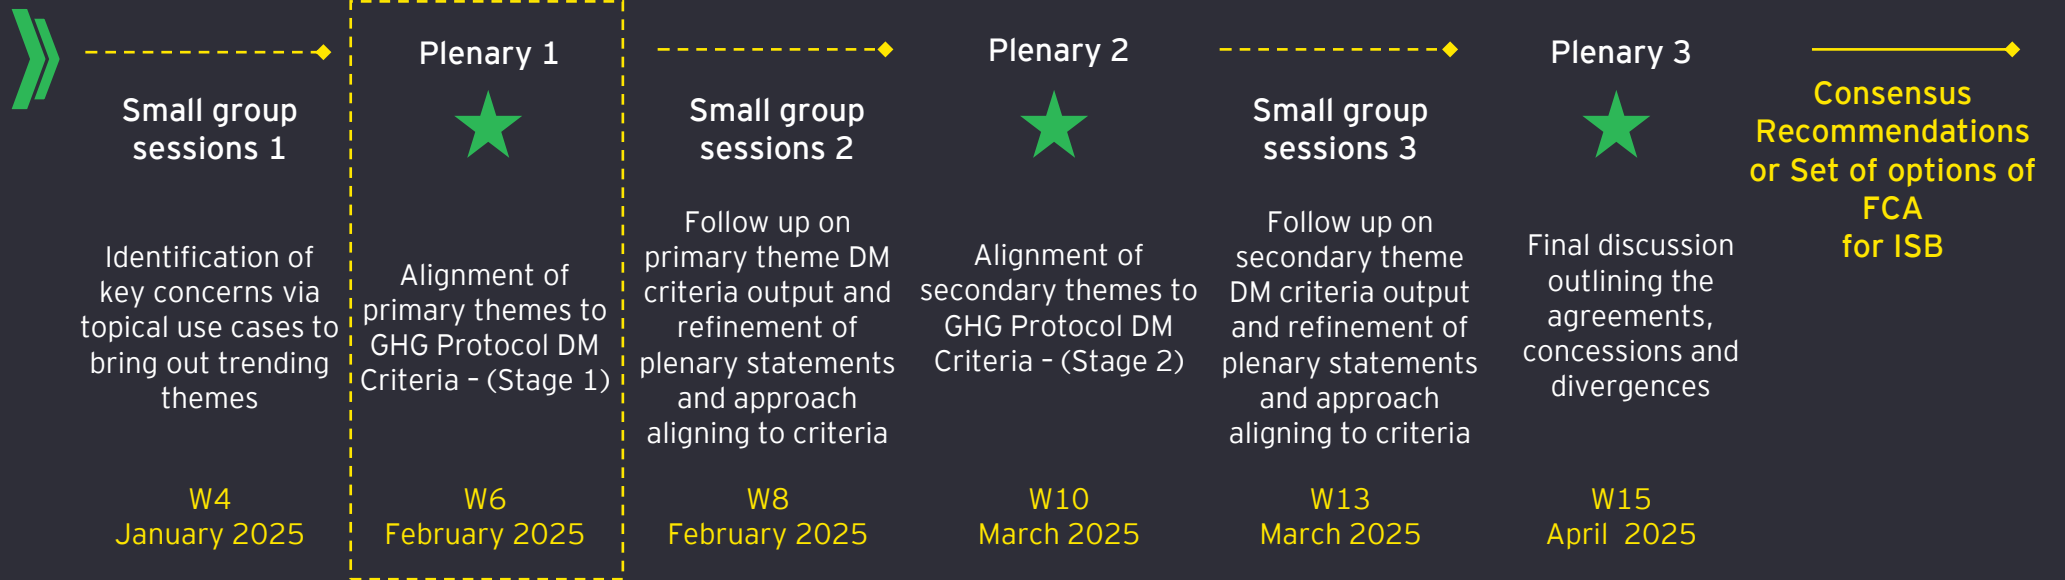 Small group
sessions 1
Identification of
key concerns via
topical use cases to
bring out trending
themes
W4
January 2025
Plenary 1
Alignment of
primary themes to
GHG Protocol DM
Criteria – (Stage 1)
W6
February 2025
Small group
sessions 2
Follow up on
primary theme DM
criteria output and
refinement of
plenary statements
and approach
aligning to criteria
W8
February 2025
Plenary 2
Alignment of
secondary themes to
GHG Protocol DM
Criteria – (Stage 2)
W10
March 2025
Small group
sessions 3
Follow up on
secondary theme
DM criteria output
and refinement of
plenary statements
and approach
aligning to criteria
W13
March 2025
Plenary 3
Final discussion
outlining the
agreements,
concessions and
divergences
W15
April 2025
Consensus
Recommendations
or Set of options of
FCA
for ISB